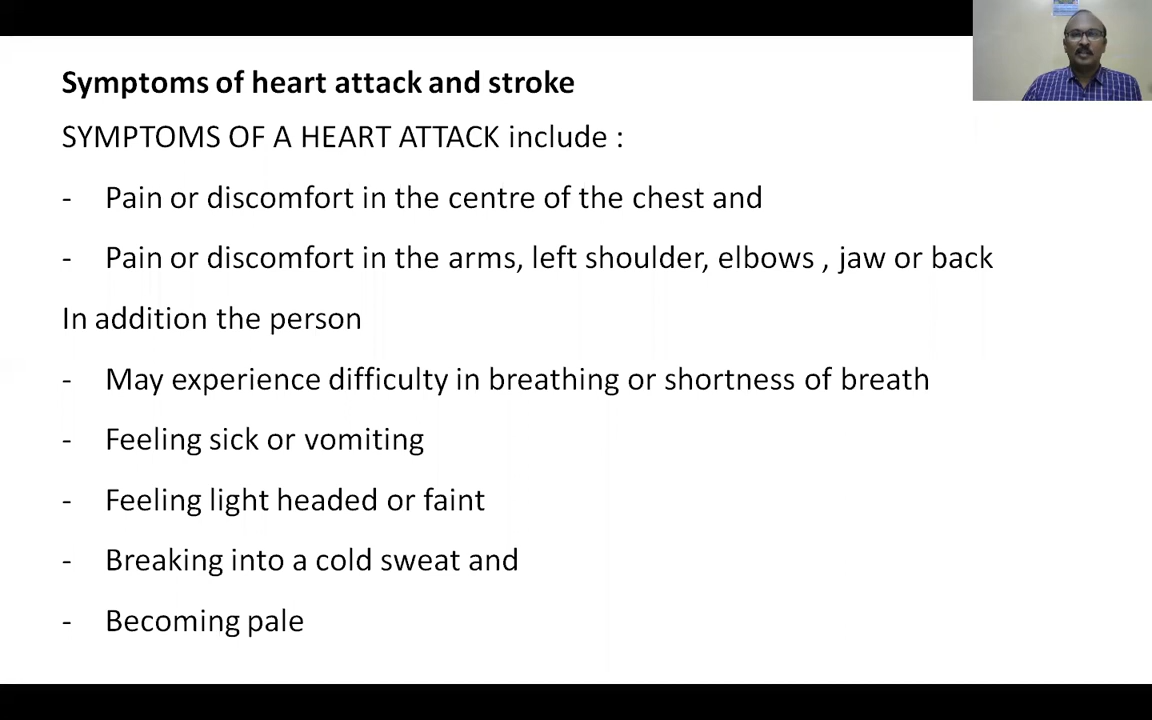 Symptoms of heart attack and stroke
SYMPTOMS OF A HEART ATTACK include :
- Pain or discomfort in the centre of the chest and
- Pain or discomfort in the arms, left shoulder, elbows , jaw or back
In addition the person
- May experience difficulty in breathing or shortness of breath
- Feeling sick or vomiting
- Feeling light headed or faint
- Breaking into a cold sweat and
- Becoming pale